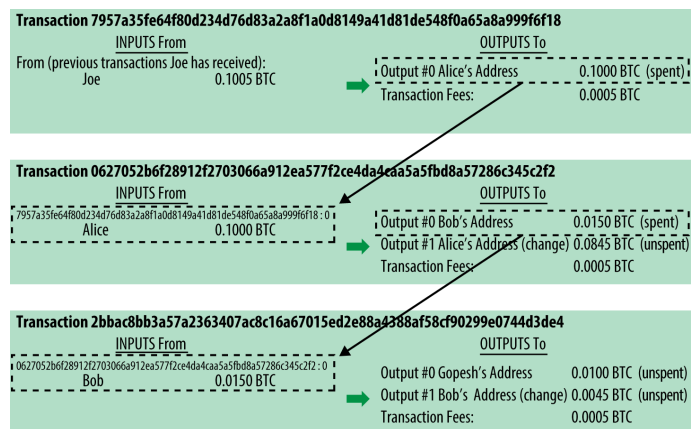 Transaction 7957a35fe64f80d234d76d83a2a8f1a0d8149a41d81de548f0a65a8a999f6f18
INPUTS From OUTPUTS To
From (previous transactions Joe has received):
Joe 0.1005 BTC
Output #0 Alice's Address 0.1000 BTC (spent)
Transaction Fees: 0.0005 BTC
Transaction 0627052b6f28912f2703066a912ea577f2ce4da4caa5a5fbd8a57286c345c2f2
INPUTS From OUTPUTS To
7957a35fe64f80d234d76d83a2a8f1a0d8149a41d81de548f0a65a8a999f6f18 : 0
Alice 0.1000 BTC
Output #0 Bob's Address 0.0150 BTC (spent)
Output #1 Alice's Address (change) 0.0845 BTC (unspent)
Transaction Fees: 0.0005 BTC
Transaction 2bbac8bb3a57a2363407ac8c16a67015ed2e88a4388af58cf90299e0744d3de4
INPUTS From OUTPUTS To
0627052b6f28912f2703066a912ea577f2ce4da4caa5a5fbd8a57286c345c2f2 : 0
Bob 0.0150 BTC
Output #0 Gopesh's Address 0.0100 BTC (unspent)
Output #1 Bob's Address (change) 0.0045 BTC (unspent)
Transaction Fees: 0.0005 BTC